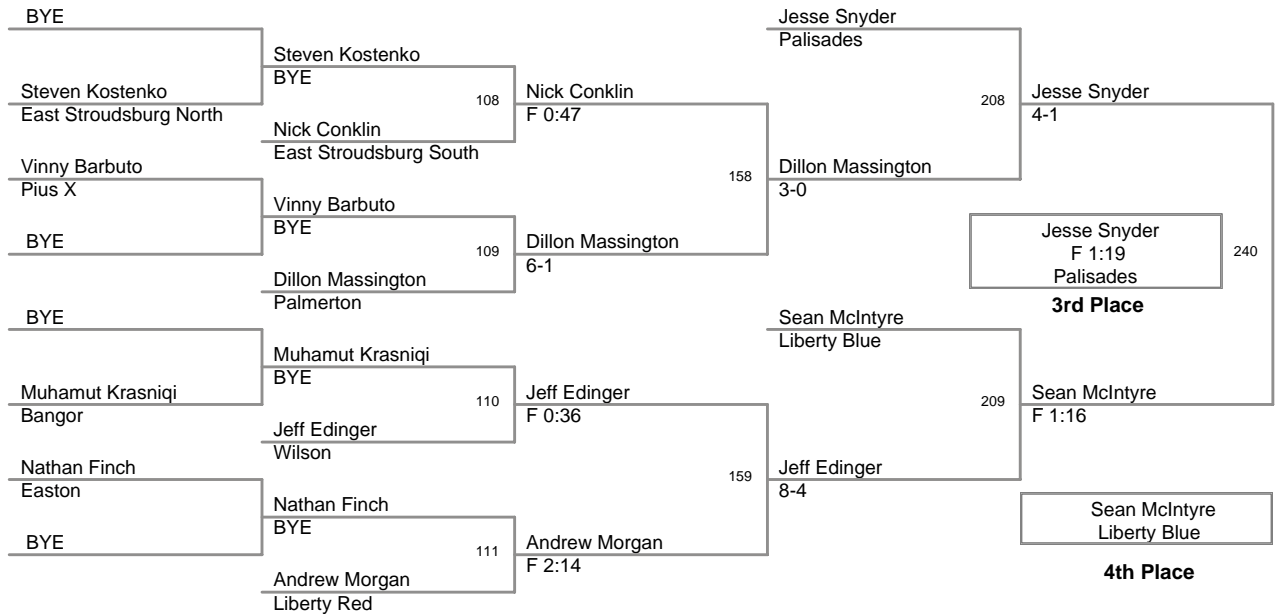 BYE
Steven Kostenko
East Stroudsburg North
Vinny Barbuto
Pius X
BYE
BYE
Muhamut Krasniqi
Bangor
Nathan Finch
Easton
BYE
Steven Kostenko
BYE
108
Nick Conklin
East Stroudsburg South
Vinny Barbuto
BYE
109
Dillon Massington
Palmerton
Muhamut Krasniqi
BYE
110
Jeff Edinger
Wilson
Nathan Finch
BYE
111
Andrew Morgan
Liberty Red
Nick Conklin
F 0:47
158
Dillon Massington
6-1
Jeff Edinger
F 0:36
159
Andrew Morgan
F 2:14
Jesse Snyder
Palisades
208
Dillon Massington
3-0
Sean McIntyre
Liberty Blue
209
Jeff Edinger
8-4
Jesse Snyder
4-1
Jesse Snyder
F 1:19
Palisades
240
3rd Place
Sean McIntyre
F 1:16
Sean McIntyre
Liberty Blue
4th Place